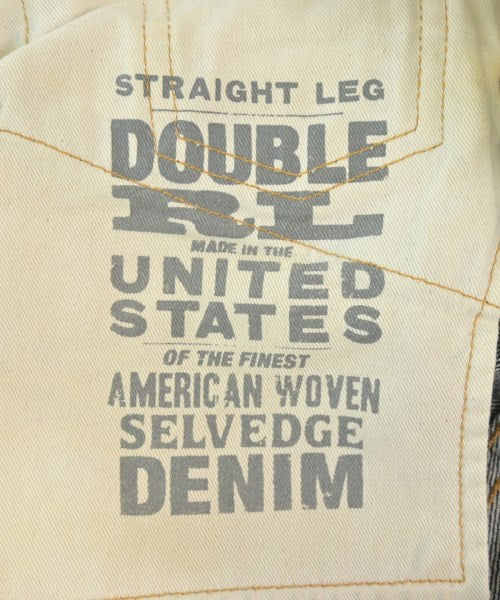 STRAIGHT LEG
DOUBLE
RL
MADE IN THE
UNITED
STATES
OF THE FINEST
AMERICAN WOVEN
SELVEDGE
DENIM